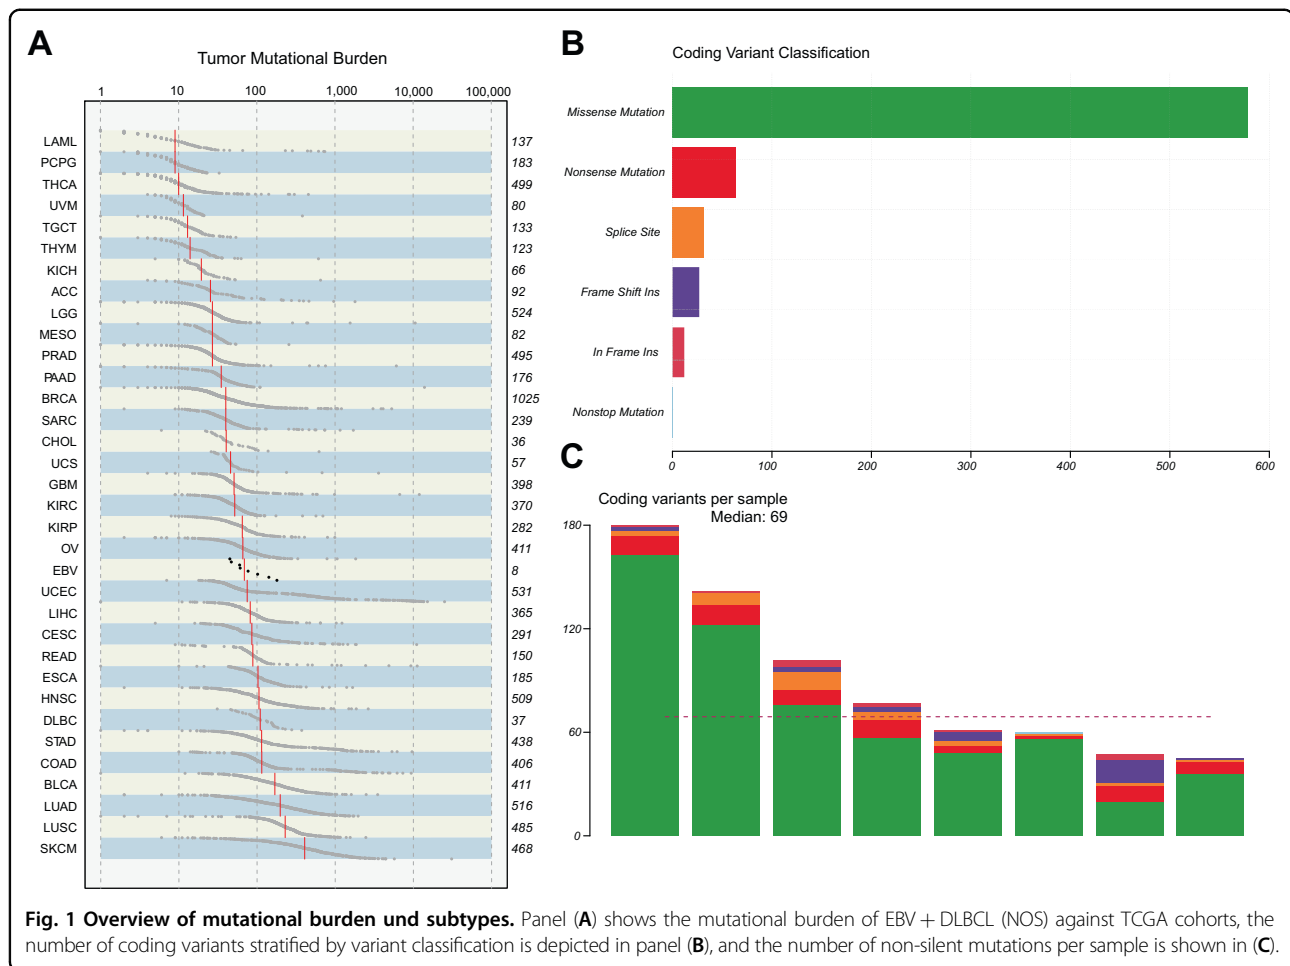 A
Tumor Mutational Burden
1 10 100 1,000 10,000 100,000
LAML 137
PCPG 183
THCA 499
UVM 80
TGCT 133
THYM 123
KICH 66
ACC 92
LGG 524
MESO 82
PRAD 495
PAAD 176
BRCA 1025
SARC 239
CHOL 36
UCS 57
GBM 398
KIRC 370
KIRP 282
OV 411
EBV 8
UCEC 531
LIHC 365
CESC 291
READ 150
ESCA 185
HNSC 509
DLBC 37
STAD 438
COAD 406
BLCA 411
LUAD 516
LUSC 485
SKCM 468
B
Coding Variant Classification
Missense Mutation
Nonsense Mutation
Splice Site
Frame Shift Ins
In Frame Ins
Nonstop Mutation
0 100 200 300 400 500 600
C
Coding variants per sample
Median: 69
180
120
60
0
Fig. 1 Overview of mutational burden und subtypes. Panel (A) shows the mutational burden of EBV + DLBCL (NOS) against TCGA cohorts, the
number of coding variants stratified by variant classification is depicted in panel (B), and the number of non-silent mutations per sample is shown in (C).